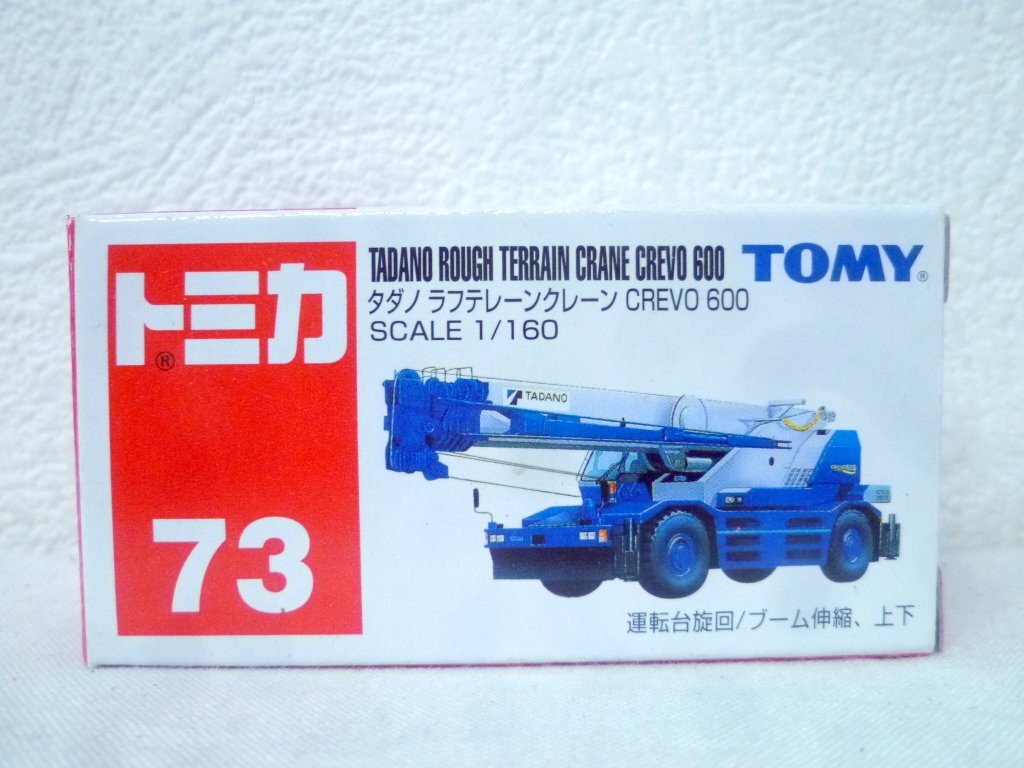 トミカ
®
73
TADANO ROUGH TERRAIN CRANE CREVO 600
TOMY®
タダノ ラフテレーンクレーン CREVO 600
SCALE 1/160
TADANO
運転台旋回/ブーム伸縮、上下